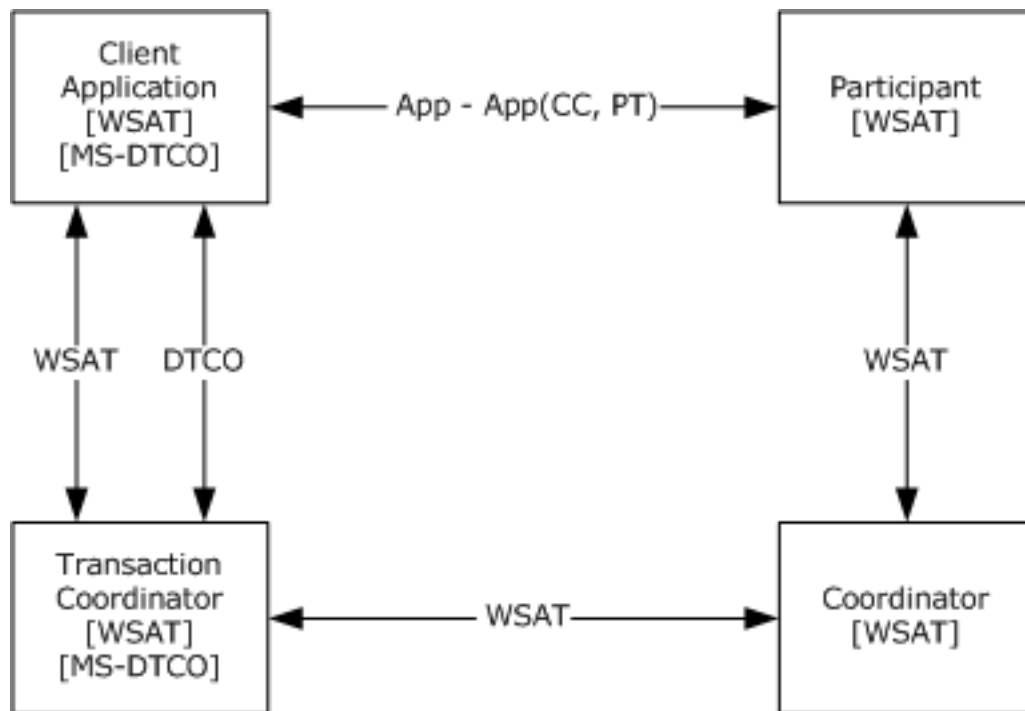 Client
Application
[WSAT]
[MS-DTCO]
App - App(CC, PT)
Participant
[WSAT]
WSAT
DTCO
WSAT
Transaction
Coordinator
[WSAT]
[MS-DTCO]
WSAT
Coordinator
[WSAT]